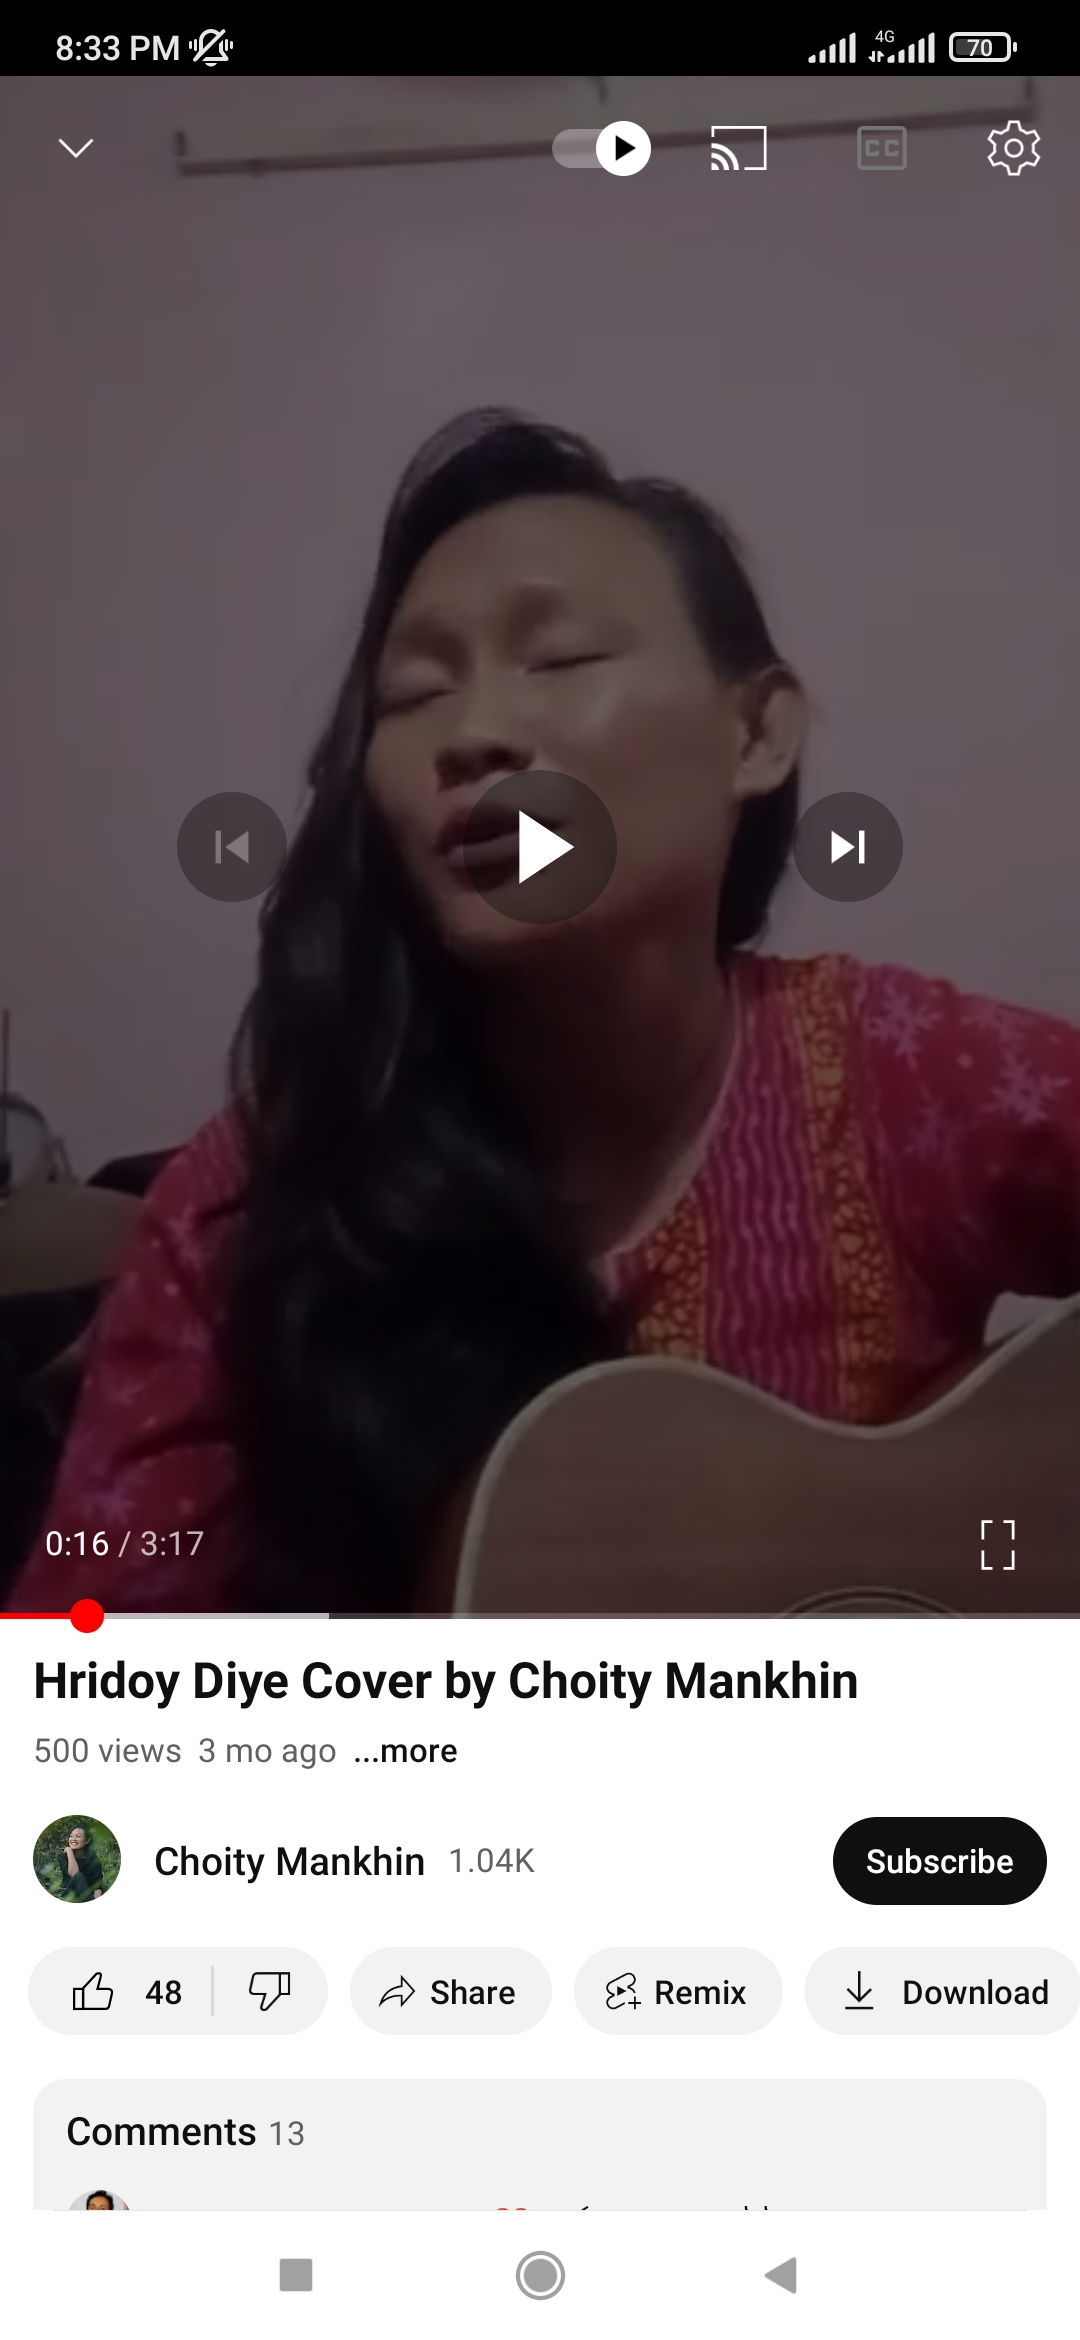 8:33 PM
4G
70
CC
0:16 / 3:17
Hridoy Diye Cover by Choity Mankhin
500 views 3 mo ago ...more
Choity Mankhin 1.04K
Subscribe
48
Share
Remix
Download
Comments 13